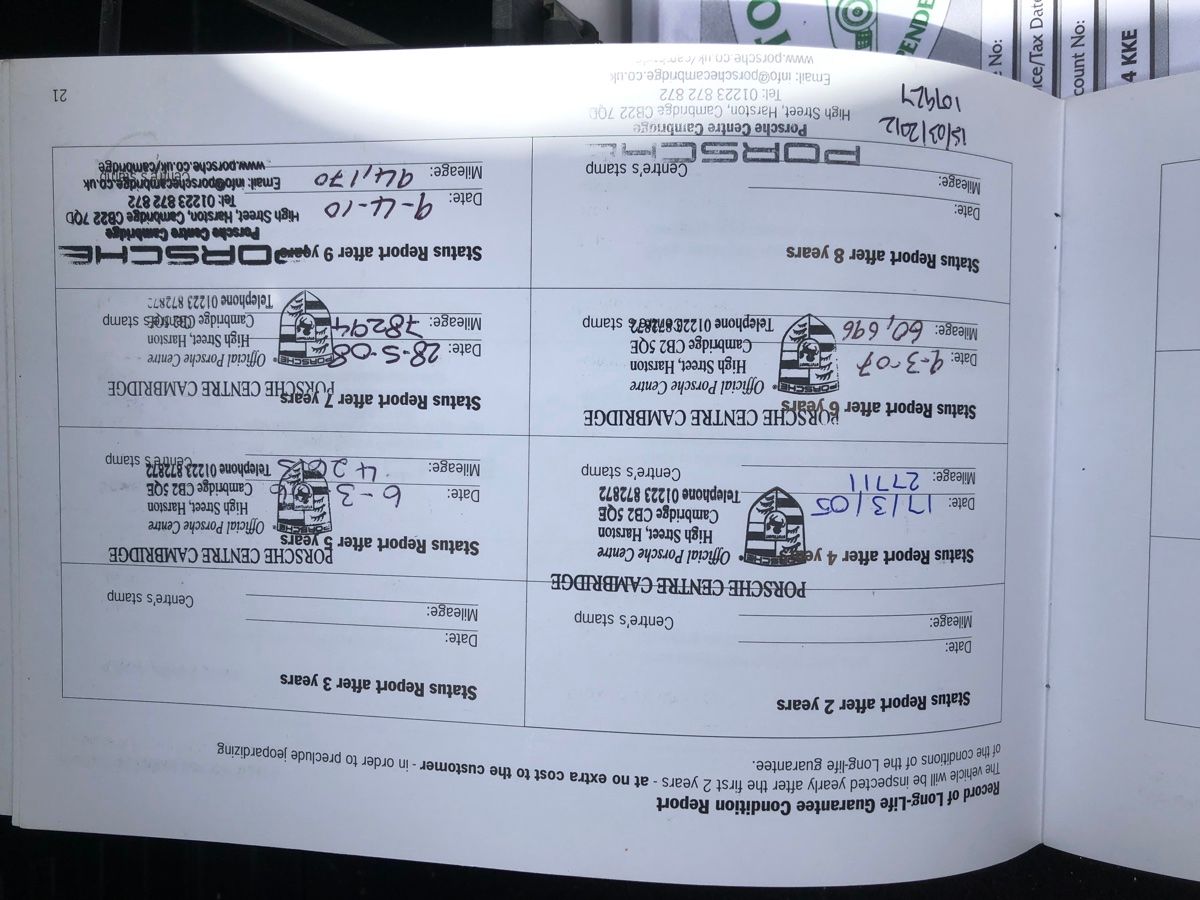 Record of Long-Life Guarantee Condition Report
The vehicle will be inspected yearly after the first 2 years - at no extra cost to the customer - in order to preclude jeopardizing
of the conditions of the Long-life guarantee.
Status Report after 2 years
Date:
Mileage:
Centre's stamp
Status Report after 3 years
Date:
Mileage:
Centre's stamp
PORSCHE CENTRE CAMBRIDGE
Status Report after 4 years
Official Porsche Centre
High Street, Harston
Cambridge CB2 5QE
Telephone 01223 872872
PORSCHE
Date: 17/3/05
Mileage: 27711
Centre's stamp
PORSCHE CENTRE CAMBRIDGE
Status Report after 5 years
Official Porsche Centre
High Street, Harston
Cambridge CB2 5QE
Telephone 01223 872872
PORSCHE
Date: 6-3-
Mileage:
Centre's stamp
PORSCHE CENTRE CAMBRIDGE
Status Report after 6 years
Official Porsche Centre
High Street, Harston
Cambridge CB2 5QE
Telephone 01223 872872
PORSCHE
Date: 9-3-07
Mileage: 60,696
Centre's stamp
PORSCHE CENTRE CAMBRIDGE
Status Report after 7 years
Official Porsche Centre
High Street, Harston
Cambridge CB2 5QE
Telephone 01223 872872
PORSCHE
Date: 28-5-08
Mileage: 78294
Centre's stamp
Status Report after 8 years
Date:
Mileage:
Centre's stamp
PORSCHE
Porsche Centre Cambridge
High Street, Harston, Cambridge CB22 7QD
Tel: 01223 872 872
Email: info@porschecambridge.co.uk
www.porsche.co.uk/cambridge
15/03/2012
107927
Status Report after 9 years
PORSCHE
Porsche Centre Cambridge
High Street, Harston, Cambridge CB22 7QD
Tel: 01223 872 872
Email: info@porschecambridge.co.uk
www.porsche.co.uk/cambridge
Date: 9-4-10
Mileage: 94,170
Centre's stamp
21
No:
ice/Tax Date
count No:
4 KKE
PENDE